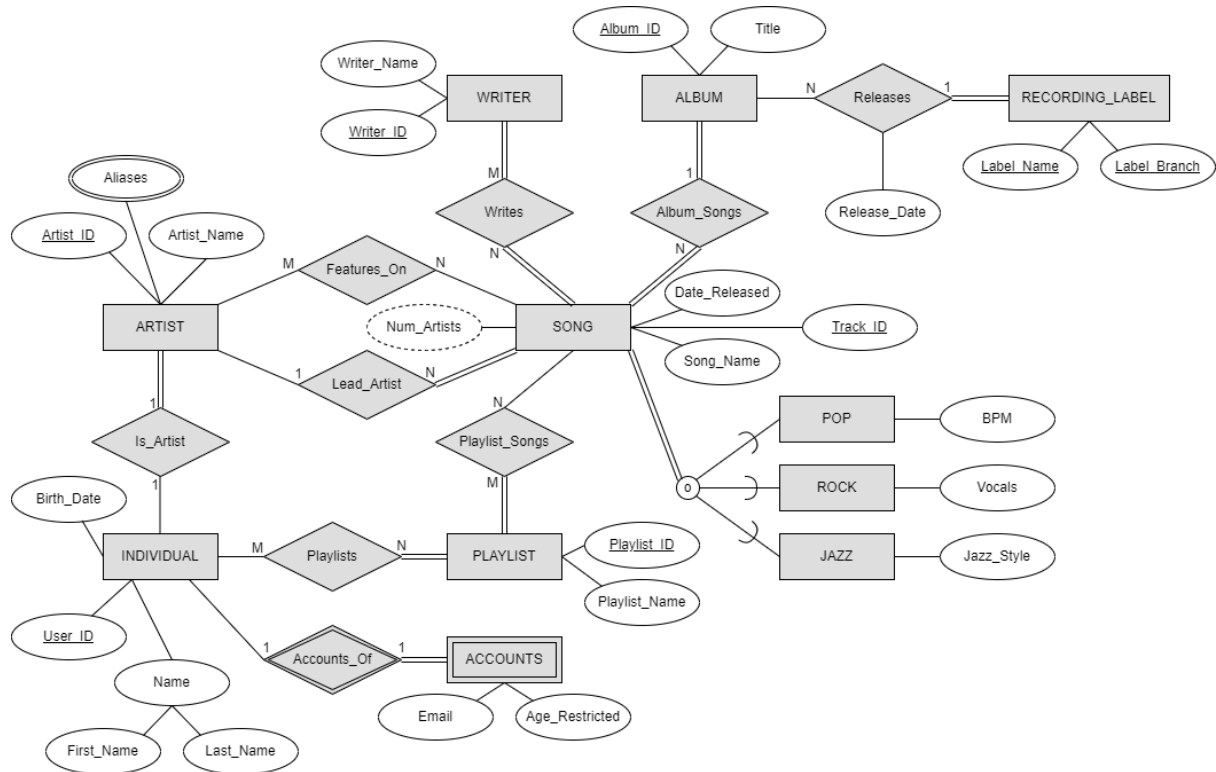 Album_ID
Title
Writer_Name
WRITER
ALBUM
N
Releases
1
RECORDING_LABEL
Writer_ID
Label_Name
Label_Branch
Aliases
M
1
Writes
Album_Songs
Release_Date
Artist_ID
Artist_Name
N
N
M
Features_On
N
Date_Released
ARTIST
Num_Artists
SONG
Track_ID
Song_Name
1
Lead_Artist
N
1
N
POP
BPM
Is_Artist
Playlist_Songs
1
M
o
ROCK
Vocals
Birth_Date
INDIVIDUAL
M
Playlists
N
PLAYLIST
Playlist_ID
JAZZ
Jazz_Style
Playlist_Name
User_ID
1
Accounts_Of
1
ACCOUNTS
Name
Email
Age_Restricted
First_Name
Last_Name